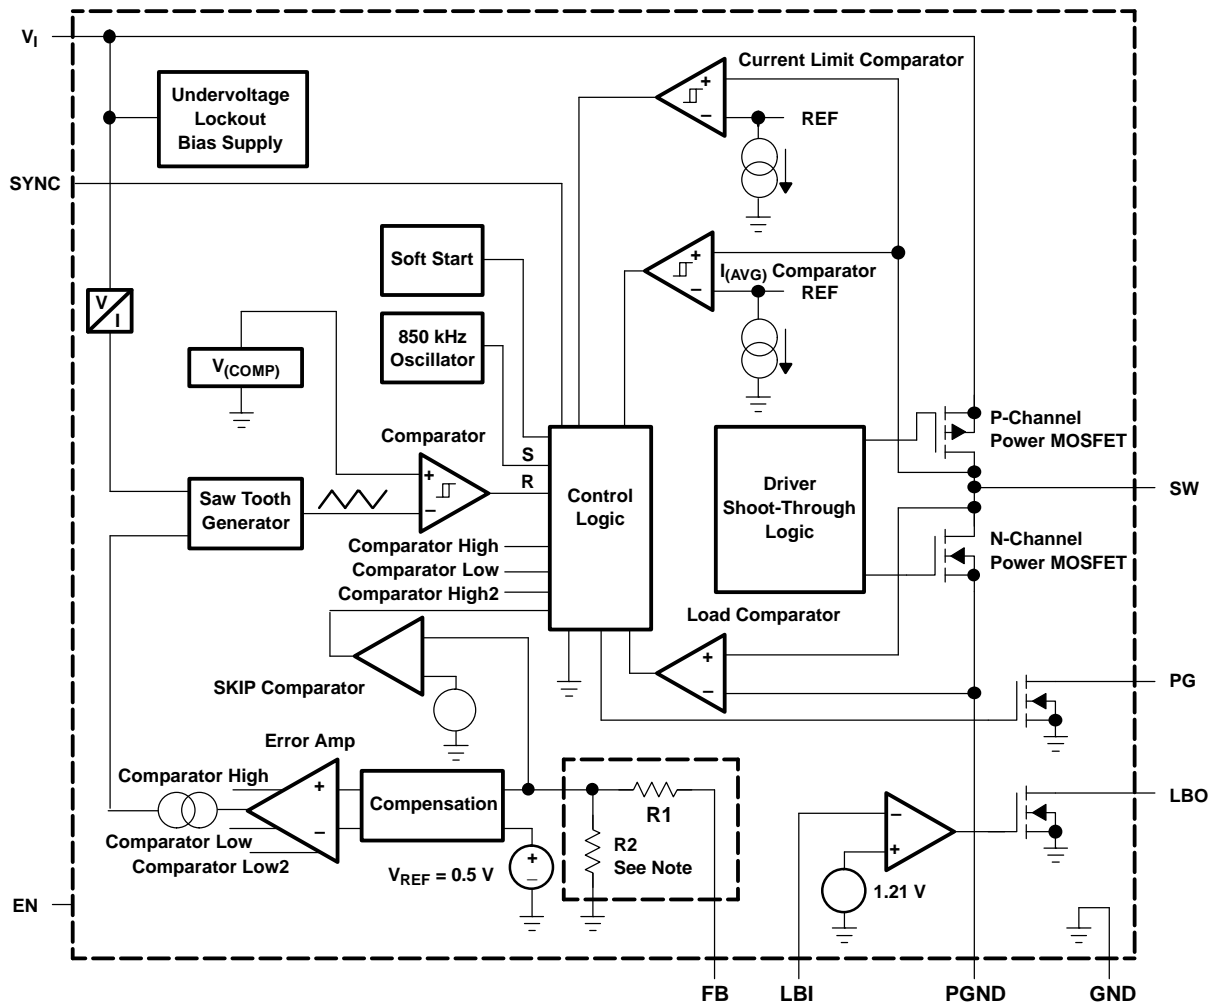 VI
Undervoltage
Lockout
Bias Supply
Current Limit Comparator
+
−
REF
SYNC
Soft Start
+
−
I(AVG) Comparator
REF
V
I
850 kHz
Oscillator
V(COMP)
P-Channel
Power MOSFET
Comparator
+
−
S
R
Control
Logic
Driver
Shoot-Through
Logic
Saw Tooth
Generator
SW
N-Channel
Power MOSFET
Comparator High
Comparator Low
Comparator High2
Load Comparator
+
−
SKIP Comparator
PG
Error Amp
Comparator High
+
−
Compensation
Comparator Low
Comparator Low2
R1
R2
See Note
VREF = 0.5 V
+
−
LBO
−
+
1.21 V
EN
FB
LBI
PGND
GND